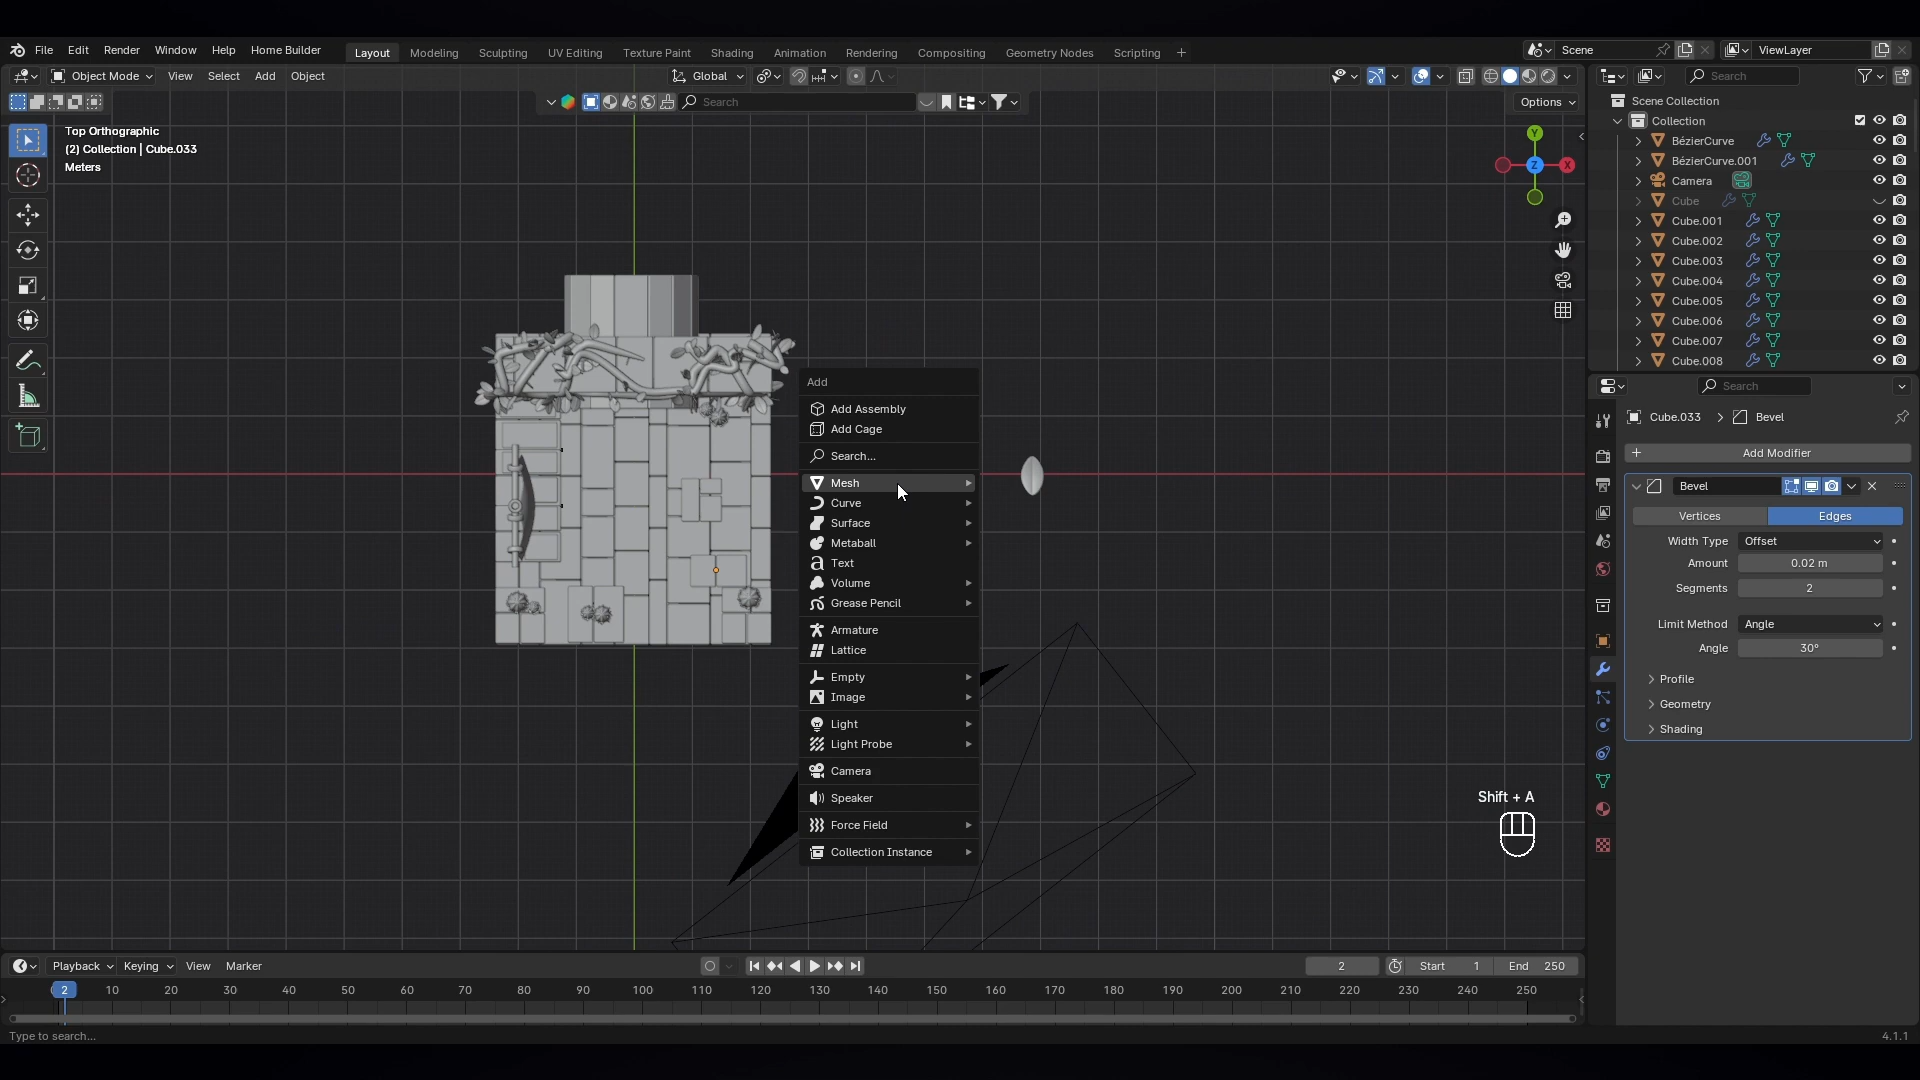 File Edit Render Window Help Home Builder
Layout Modeling Sculpting UV Editing Texture Paint Shading Animation Rendering Compositing Geometry Nodes Scripting
Scene
ViewLayer
Object Mode View Select Add Object
Global
Search
Search
Options
Top Orthographic
(2) Collection | Cube.033
Meters
Y
Z
X
Scene Collection
Collection
BézierCurve
BézierCurve.001
Camera
Cube
Cube.001
Cube.002
Cube.003
Cube.004
Cube.005
Cube.006
Cube.007
Cube.008
Add
Add Assembly
Add Cage
Search...
Mesh
Curve
Surface
Metaball
Text
Volume
Grease Pencil
Armature
Lattice
Empty
Image
Light
Light Probe
Camera
Speaker
Force Field
Collection Instance
Search
Cube.033 > Bevel
Add Modifier
Bevel
Vertices Edges
Width Type Offset
Amount 0.02 m
Segments 2
Limit Method Angle
Angle 30°
Profile
Geometry
Shading
Shift + A
Playback Keying View Marker
2
Start 1 End 250
2 10 20 30 40 50 60 70 80 90 100 110 120 130 140 150 160 170 180 190 200 210 220 230 240 250
Type to search...
4.1.1